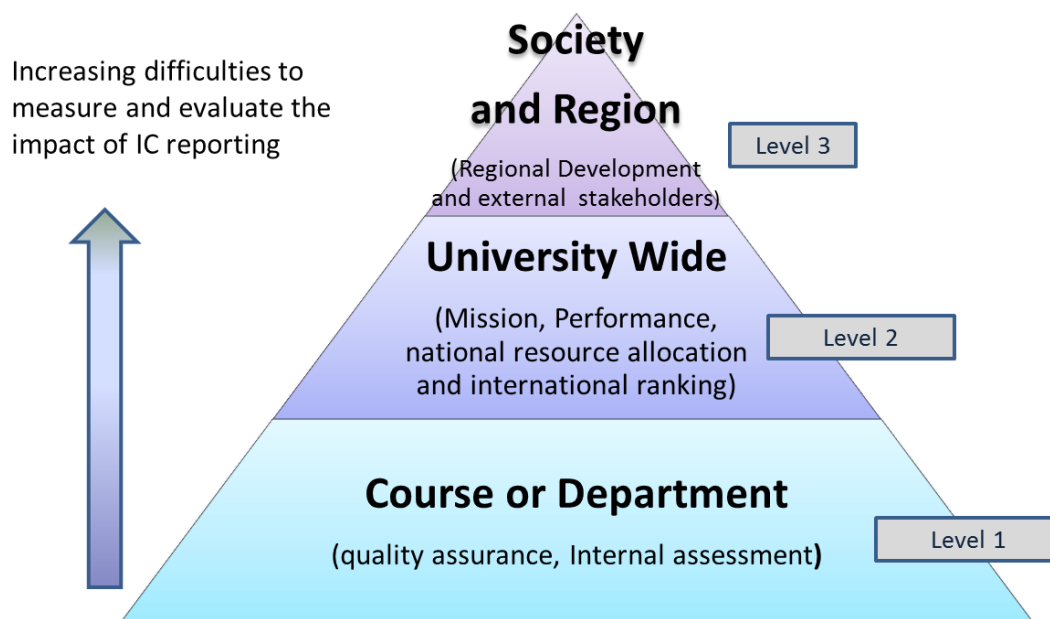 Increasing difficulties to
measure and evaluate the
impact of IC reporting
Society
and Region
(Regional Development
and external stakeholders)
Level 3
University Wide
(Mission, Performance,
national resource allocation
and international ranking)
Level 2
Course or Department
(quality assurance, Internal assessment)
Level 1